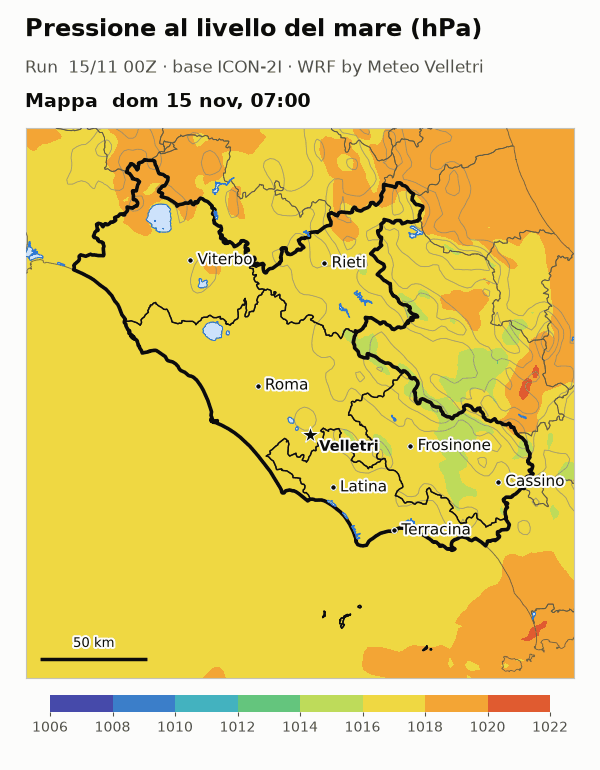 Pressione al livello del mare (hPa)
Run  15/11 00Z · base ICON-2I · WRF by Meteo Velletri
Mappa  dom 15 nov, 07:00
Viterbo
Rieti
Roma
Velletri
Frosinone
Latina
Cassino
Terracina
50 km
1006 1008 1010 1012 1014 1016 1018 1020 1022